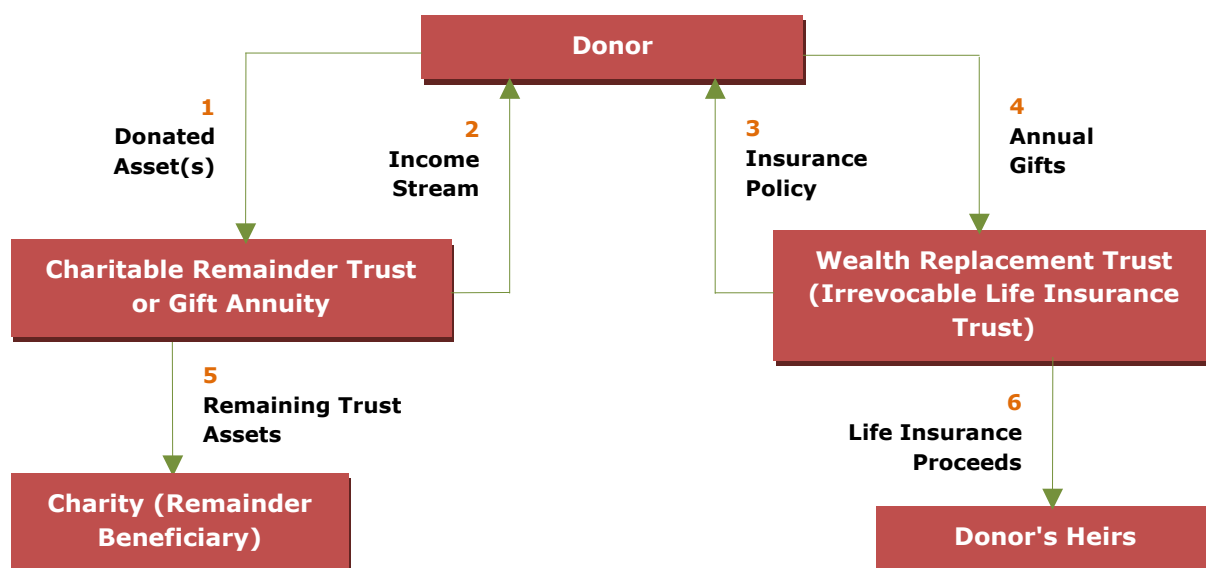 Donor
1
Donated
Asset(s)
2
Income
Stream
3
Insurance
Policy
4
Annual
Gifts
Charitable Remainder Trust
or Gift Annuity
Wealth Replacement Trust
(Irrevocable Life Insurance
Trust)
5
Remaining Trust
Assets
6
Life Insurance
Proceeds
Charity (Remainder
Beneficiary)
Donor's Heirs